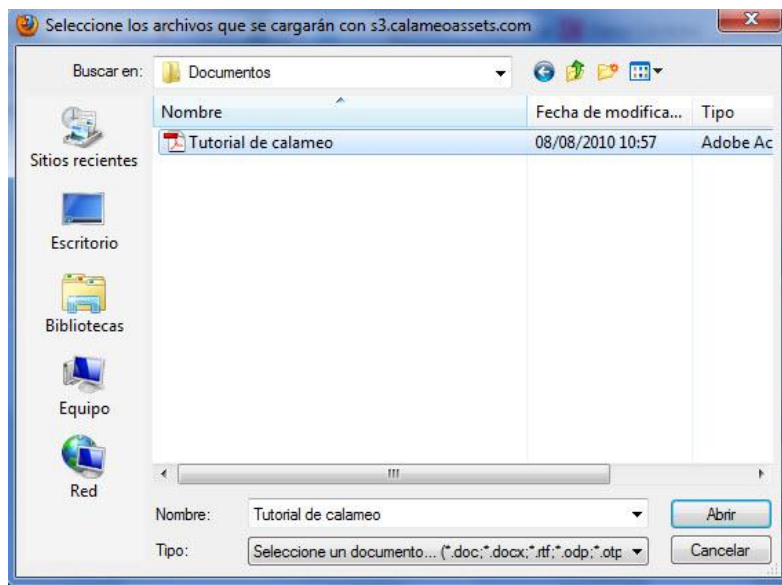 Seleccione los archivos que se cargarán con s3.calameoassets.com
Buscar en: Documentos
Nombre Fecha de modifica... Tipo
Tutorial de calameo 08/08/2010 10:57 Adobe Ac
Sitios recientes
Escritorio
Bibliotecas
Equipo
Red
Nombre: Tutorial de calameo Abrir
Tipo: Seleccione un documento... (*.doc;*.docx;*.rtf;*.odp;*.otp Cancelar